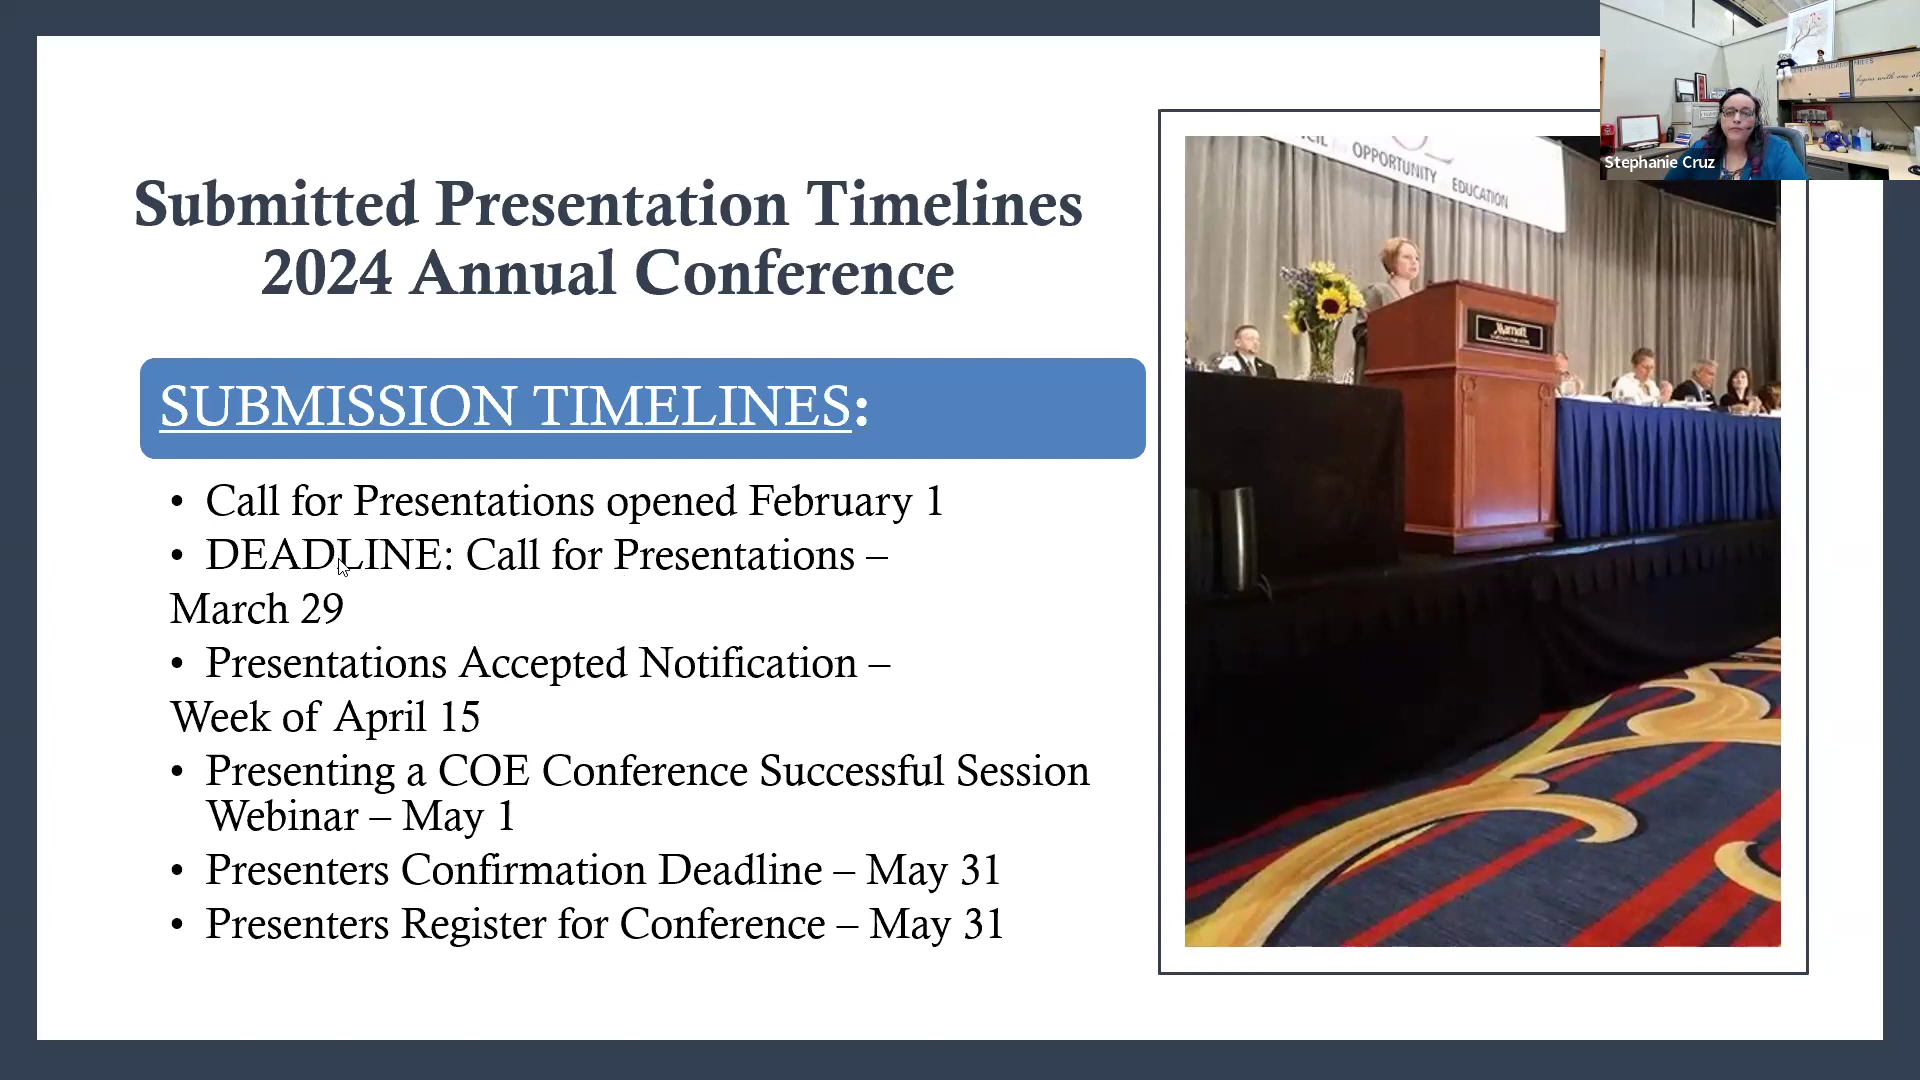 Submitted Presentation Timelines
2024 Annual Conference
SUBMISSION TIMELINES:
• Call for Presentations opened February 1
• DEADLINE: Call for Presentations –
March 29
• Presentations Accepted Notification –
Week of April 15
• Presenting a COE Conference Successful Session
Webinar – May 1
• Presenters Confirmation Deadline – May 31
• Presenters Register for Conference – May 31
OPPORTUNITY EDUCATION
Marriott
Stephanie Cruz